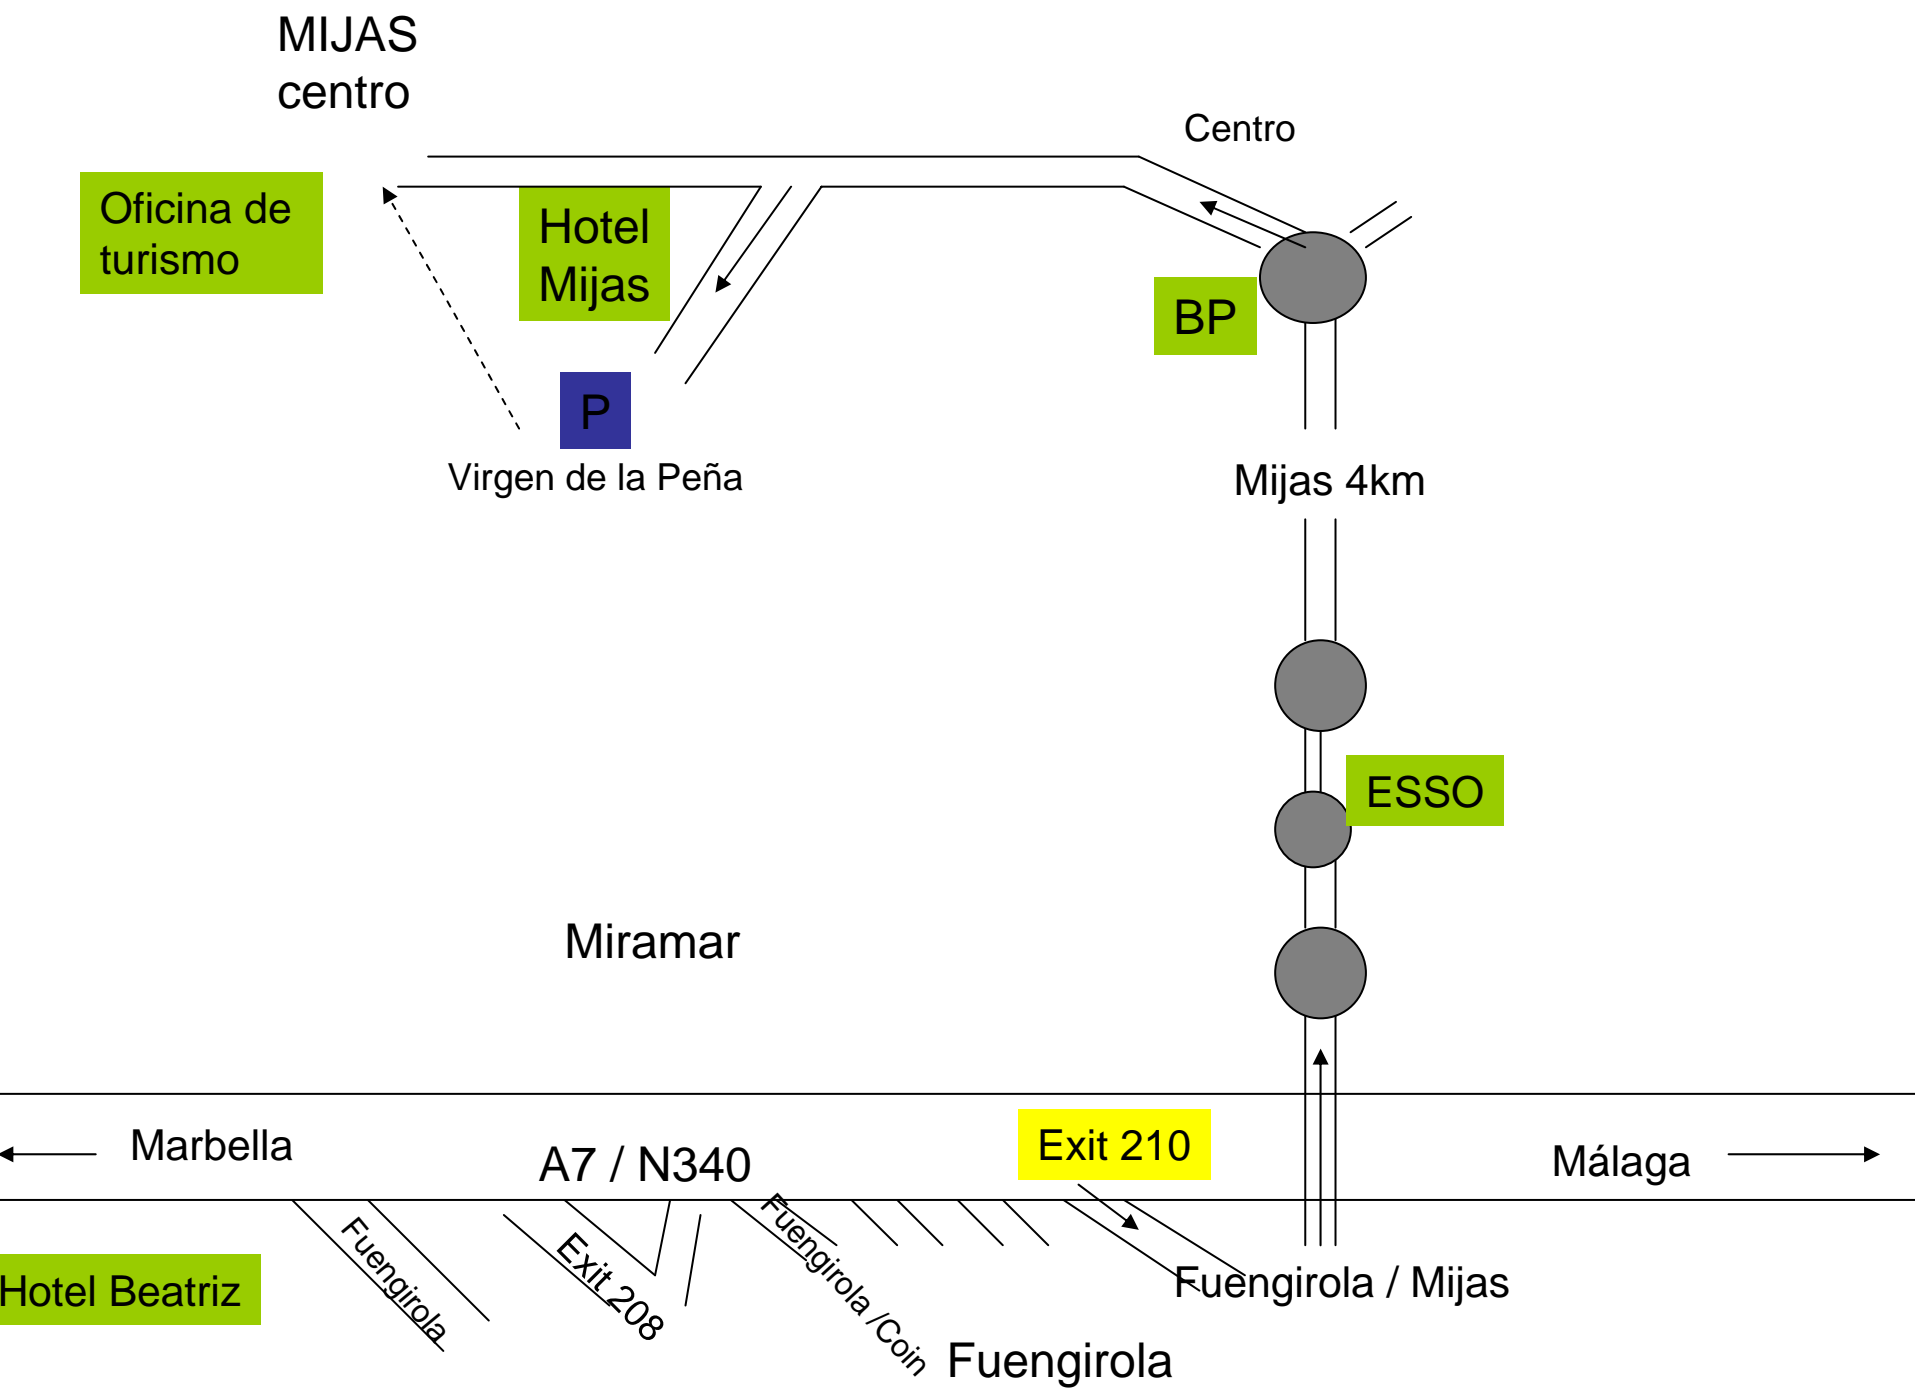 MIJAS
centro
Centro
Oficina de
turismo
Hotel
Mijas
BP
P
Virgen de la Peña
Mijas 4km
ESSO
Miramar
Marbella
A7 / N340
Exit 210
Málaga
Fuengirola
Exit 208
Fuengirola /Coin
Fuengirola / Mijas
Hotel Beatriz
Fuengirola